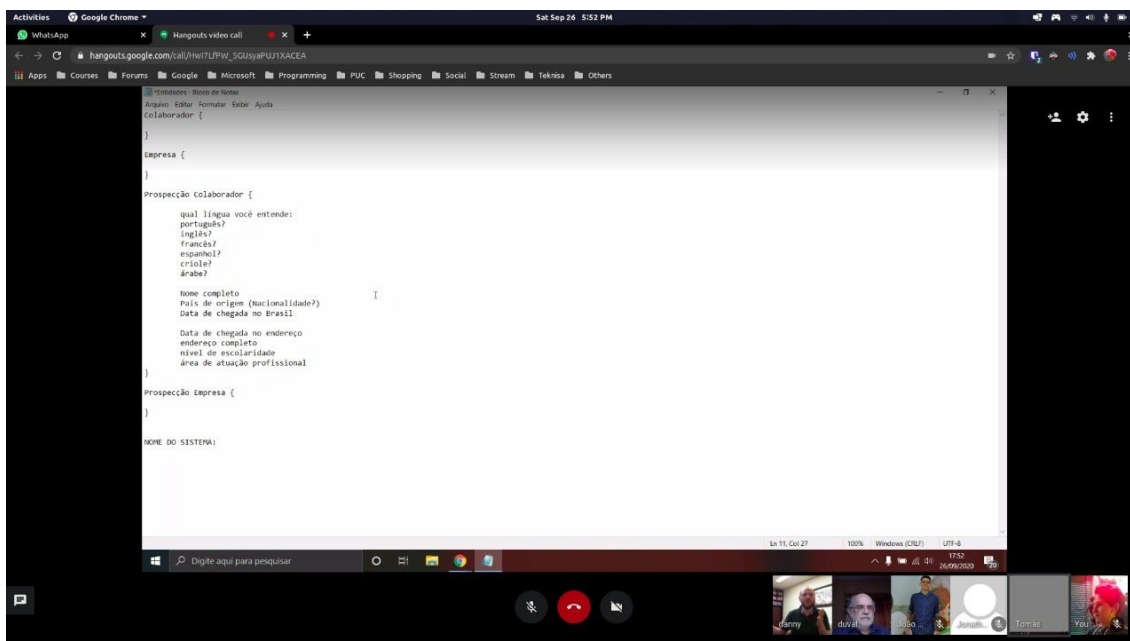 Activities Google Chrome Sat Sep 26 5:52 PM
WhatsApp Hangouts video call
hangouts.google.com/call/HwI7LfPW_SGUsyaPUJ1XACEA
Apps Courses Forums Google Microsoft Programming PUC Shopping Social Stream Teknisa Others
*Entidades - Bloco de Notas
Arquivo Editar Formatar Exibir Ajuda
Colaborador {
}
Empresa {
}
Prospecção Colaborador {
qual língua você entende:
português?
inglês?
francês?
espanhol?
criole?
árabe?
Nome completo
País de origem (Nacionalidade?)
Data de chegada no Brasil
Data de chegada no endereço
endereço completo
nível de escolaridade
área de atuação profissional
}
Prospecção Empresa {
}
NOME DO SISTEMA:
Ln 11, Col 27 100% Windows (CRLF) UTF-8
Digite aqui para pesquisar
17:52
26/09/2020
20
danny duval João ... Jonath... Tomás You